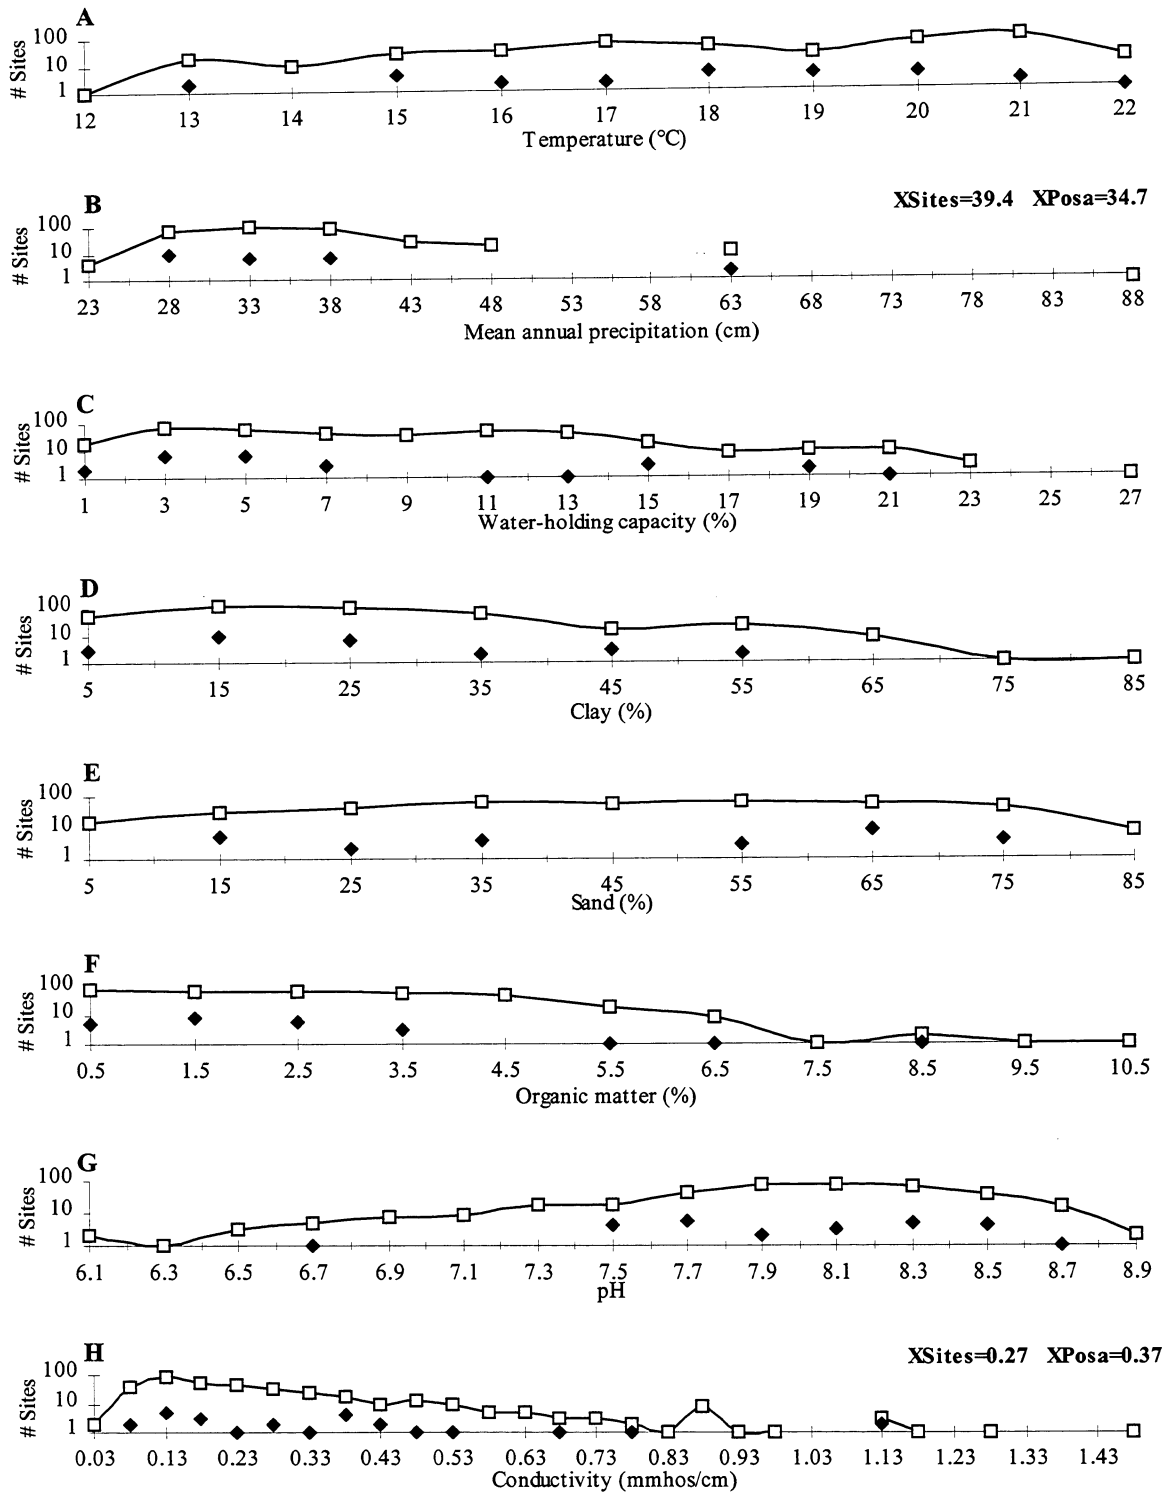 A
# Sites
100
10
1
12 13 14 15 16 17 18 19 20 21 22
Temperature (°C)
B
XSites=39.4 XPosa=34.7
# Sites
100
10
1
23 28 33 38 43 48 53 58 63 68 73 78 83 88
Mean annual precipitation (cm)
C
# Sites
100
10
1
1 3 5 7 9 11 13 15 17 19 21 23 25 27
Water-holding capacity (%)
D
# Sites
100
10
1
5 15 25 35 45 55 65 75 85
Clay (%)
E
# Sites
100
10
1
5 15 25 35 45 55 65 75 85
Sand (%)
F
# Sites
100
10
1
0.5 1.5 2.5 3.5 4.5 5.5 6.5 7.5 8.5 9.5 10.5
Organic matter (%)
G
# Sites
100
10
1
6.1 6.3 6.5 6.7 6.9 7.1 7.3 7.5 7.7 7.9 8.1 8.3 8.5 8.7 8.9
pH
H
XSites=0.27 XPosa=0.37
# Sites
100
10
1
0.03 0.13 0.23 0.33 0.43 0.53 0.63 0.73 0.83 0.93 1.03 1.13 1.23 1.33 1.43
Conductivity (mmhos/cm)